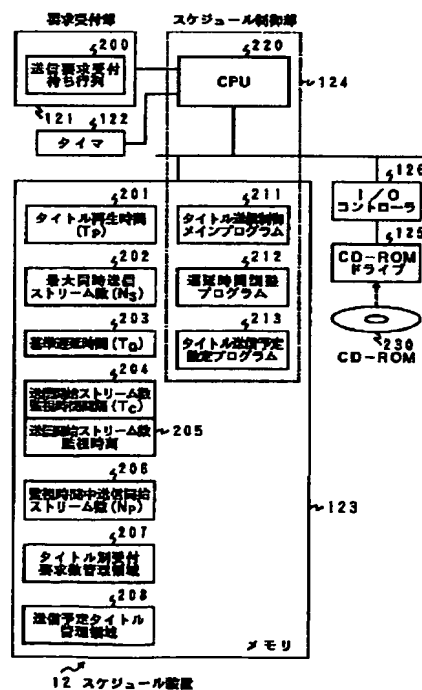 要求受付部
200
送信要求受付
待ち行列
121
122
タイマ
スケジュール制御部
220
CPU
124
126
I/O
コントローラ
125
CD-ROM
ドライブ
230
CD-ROM
201
タイトル再生時間
(TP)
202
最大同時送信
ストリーム数(NS)
203
基準遅延時間(TD)
204
送信開始ストリーム数
監視時間間隔(TC)
送信開始ストリーム数
監視時間
205
206
監視時間中送信開始
ストリーム数(NP)
207
タイトル別受付
要求数管理領域
208
送信予定タイトル
管理領域
211
タイトル送信制御
メインプログラム
212
遅延時間調整
プログラム
213
タイトル送信予定
設定プログラム
123
メモリ
12 スケジュール装置